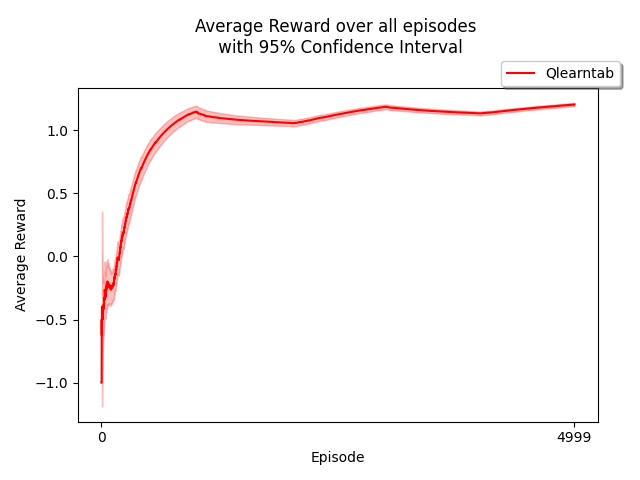 Average Reward over all episodes
with 95% Confidence Interval
Qlearntab
1.0
0.5
0.0
−0.5
−1.0
Average Reward
0
4999
Episode